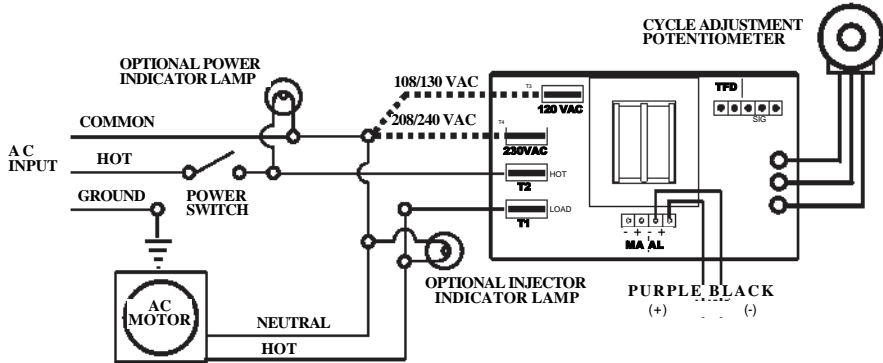 CYCLE ADJUSTMENT
POTENTIOMETER
OPTIONAL POWER
INDICATOR LAMP
108/130 VAC
T3
120 VAC
TFD
SIG
COMMON
208/240 VAC
T4
230VAC
A C
INPUT
HOT
T2
HOT
GROUND
POWER
SWITCH
T1
LOAD
- + - +
MA AL
OPTIONAL INJECTOR
INDICATOR LAMP
PURPLE BLACK
(+) (-)
AC
MOTOR
NEUTRAL
HOT